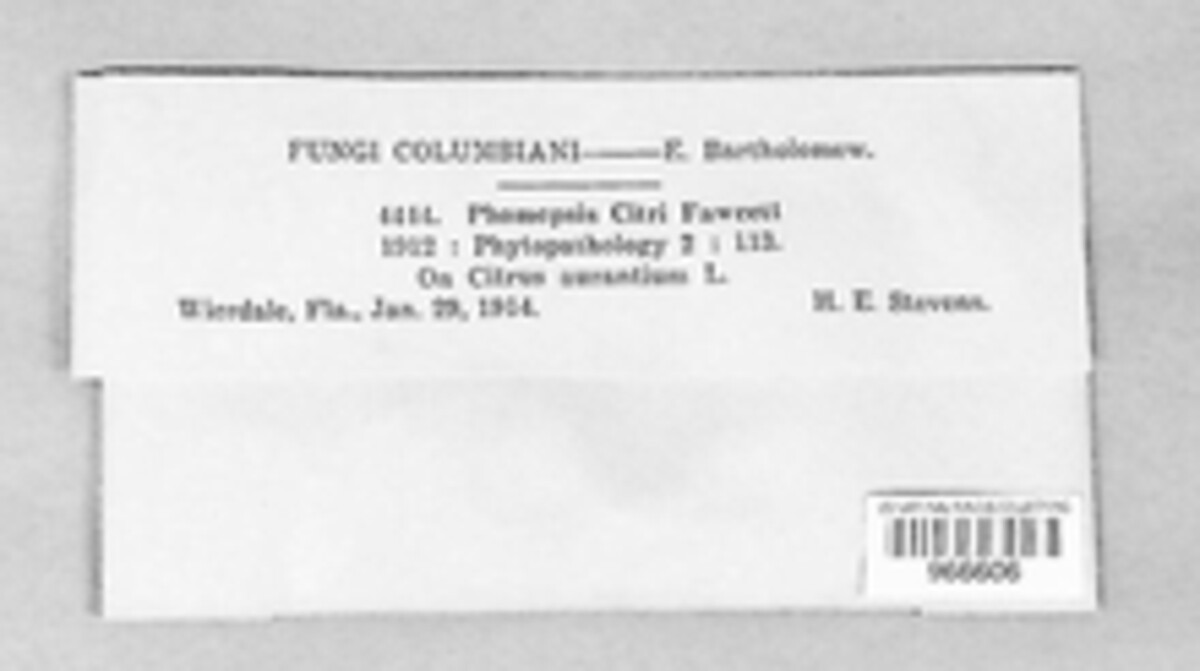 FUNGI COLUMBIANI——E. Bartholomew.
4414. Phomopsis Citri Fawcett
1912 : Phytopathology 2 : 113.
On Citrus aurantium L.
Wierdale, Fla., Jan. 29, 1914. H. E. Stevens.
966606